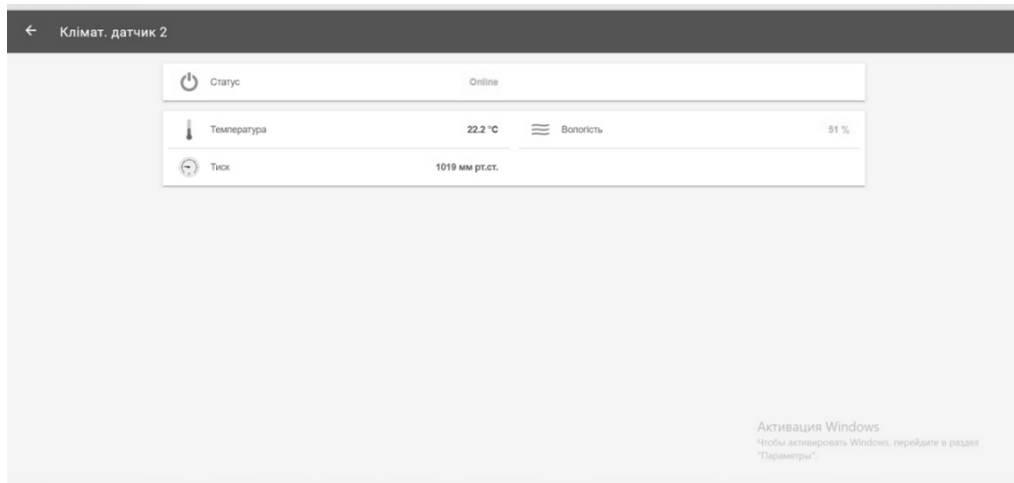 Клімат. датчик 2
Статус Online
Температура 22.2 °C Вологість 51 %
Тиск 1019 мм рт.ст.
Активация Windows
Чтобы активировать Windows, перейдите в раздел
"Параметры".